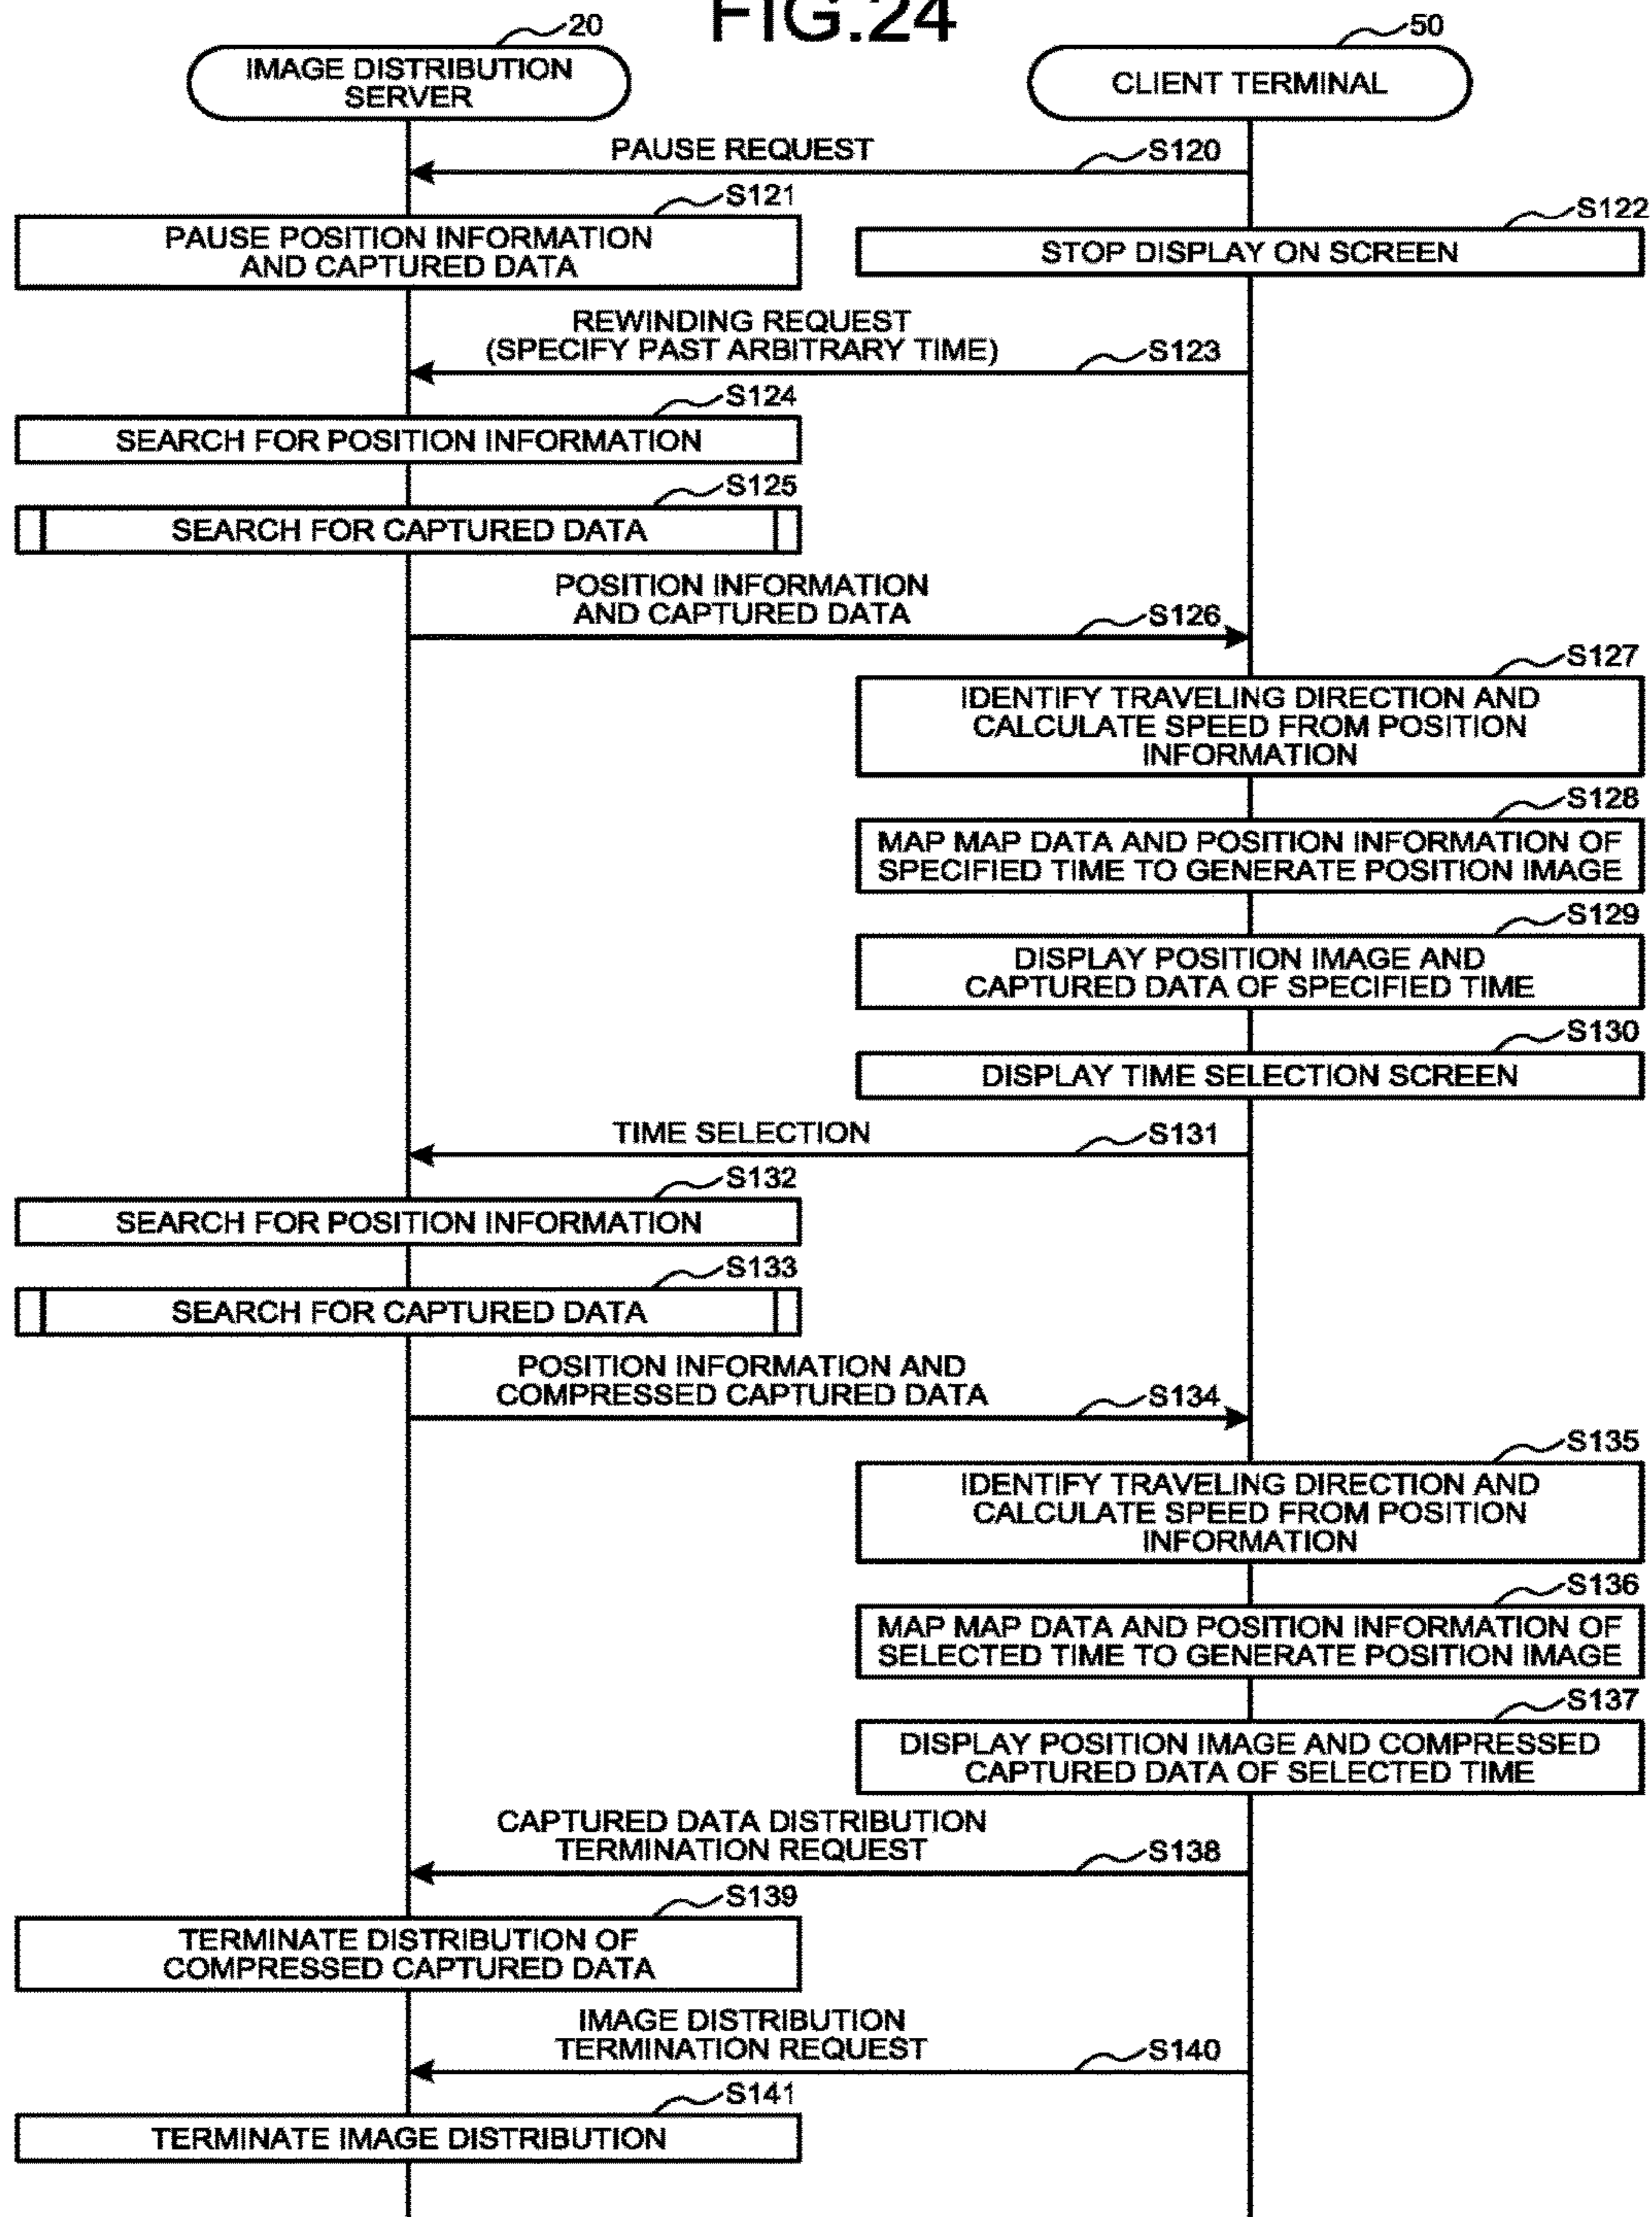 FIG.24
20
50
IMAGE DISTRIBUTION
SERVER
CLIENT TERMINAL
PAUSE REQUEST
S120
S121
PAUSE POSITION INFORMATION
AND CAPTURED DATA
S122
STOP DISPLAY ON SCREEN
REWINDING REQUEST
(SPECIFY PAST ARBITRARY TIME)
S123
S124
SEARCH FOR POSITION INFORMATION
S125
SEARCH FOR CAPTURED DATA
POSITION INFORMATION
AND CAPTURED DATA
S126
S127
IDENTIFY TRAVELING DIRECTION AND
CALCULATE SPEED FROM POSITION
INFORMATION
S128
MAP MAP DATA AND POSITION INFORMATION OF
SPECIFIED TIME TO GENERATE POSITION IMAGE
S129
DISPLAY POSITION IMAGE AND
CAPTURED DATA OF SPECIFIED TIME
S130
DISPLAY TIME SELECTION SCREEN
TIME SELECTION
S131
S132
SEARCH FOR POSITION INFORMATION
S133
SEARCH FOR CAPTURED DATA
POSITION INFORMATION AND
COMPRESSED CAPTURED DATA
S134
S135
IDENTIFY TRAVELING DIRECTION AND
CALCULATE SPEED FROM POSITION
INFORMATION
S136
MAP MAP DATA AND POSITION INFORMATION OF
SELECTED TIME TO GENERATE POSITION IMAGE
S137
DISPLAY POSITION IMAGE AND COMPRESSED
CAPTURED DATA OF SELECTED TIME
CAPTURED DATA DISTRIBUTION
TERMINATION REQUEST
S138
S139
TERMINATE DISTRIBUTION OF
COMPRESSED CAPTURED DATA
IMAGE DISTRIBUTION
TERMINATION REQUEST
S140
S141
TERMINATE IMAGE DISTRIBUTION